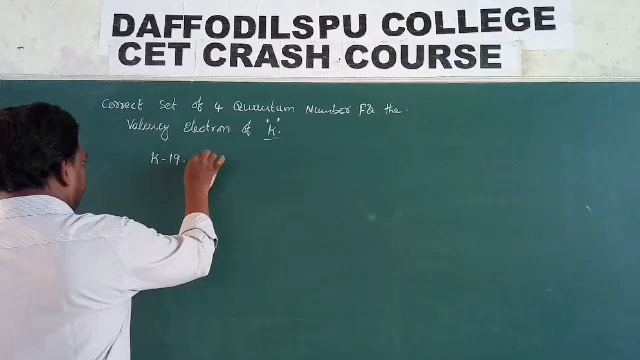 DAFFODILSPU COLLEGE
CET CRASH COURSE
Correct Set of 4 Quantum Number For the
Valency Electron of "K".
K-19.